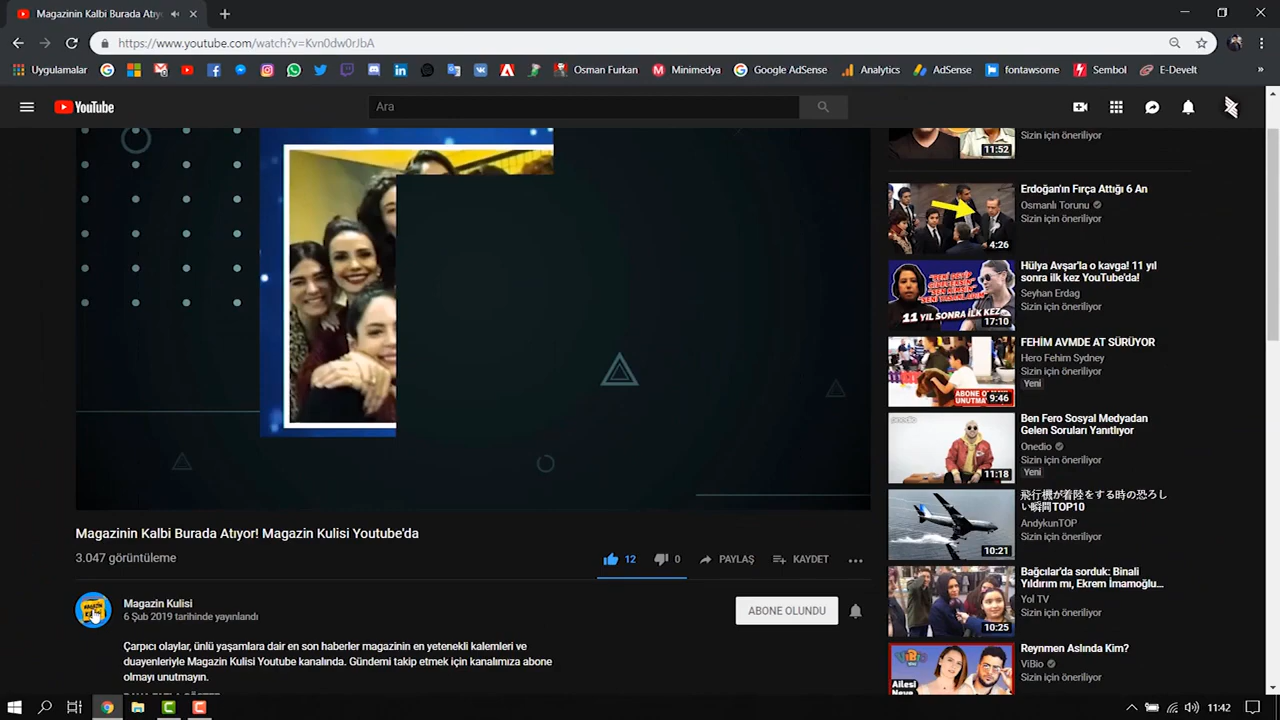 Magazinin Kalbi Burada Atıyor
https://www.youtube.com/watch?v=Kvn0dw0rJbA
Uygulamalar
Osman Furkan
Minimedya
Google AdSense
Analytics
AdSense
fontawsome
Sembol
E-Devlet
YouTube
Ara
11:52
Sizin için öneriliyor
Erdoğan'ın Fırça Attığı 6 An
Osmanlı Torunu
Sizin için öneriliyor
4:26
Hülya Avşar'la o kavga! 11 yıl
sonra ilk kez YouTube'da!
Seyhan Erdag
Sizin için öneriliyor
11 YIL SONRA İLK KEZ
17:10
FEHİM AVMDE AT SÜRÜYOR
Hero Fehim Sydney
Sizin için öneriliyor
Yeni
9:46
Ben Fero Sosyal Medyadan
Gelen Soruları Yanıtlıyor
Onedio
Sizin için öneriliyor
Yeni
onedio
11:18
飛行機が着陸をする時の恐ろし
い瞬間TOP10
AndykunTOP
Sizin için öneriliyor
10:21
Bağcılar'da sorduk: Binali
Yıldırım mı, Ekrem İmamoğlu...
Yol TV
Sizin için öneriliyor
10:25
Reynmen Aslında Kim?
ViBio
Sizin için öneriliyor
ViBio
Ailesi
Magazinin Kalbi Burada Atıyor! Magazin Kulisi Youtube'da
3.047 görüntüleme
12
0
PAYLAŞ
KAYDET
Magazin Kulisi
6 Şub 2019 tarihinde yayınlandı
ABONE OLUNDU
Çarpıcı olaylar, ünlü yaşamlara dair en son haberler magazinin en yetenekli kalemleri ve
duayenleriyle Magazin Kulisi Youtube kanalında. Gündemi takip etmek için kanalımıza abone
olmayı unutmayın.
11:42